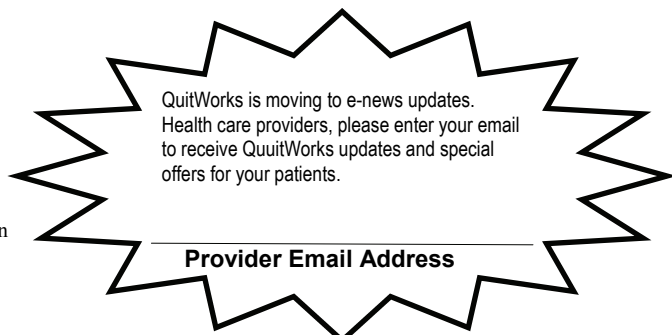 QuitWorks is moving to e-news updates.
Health care providers, please enter your email
to receive QuuitWorks updates and special
offers for your patients.
n
Provider Email Address